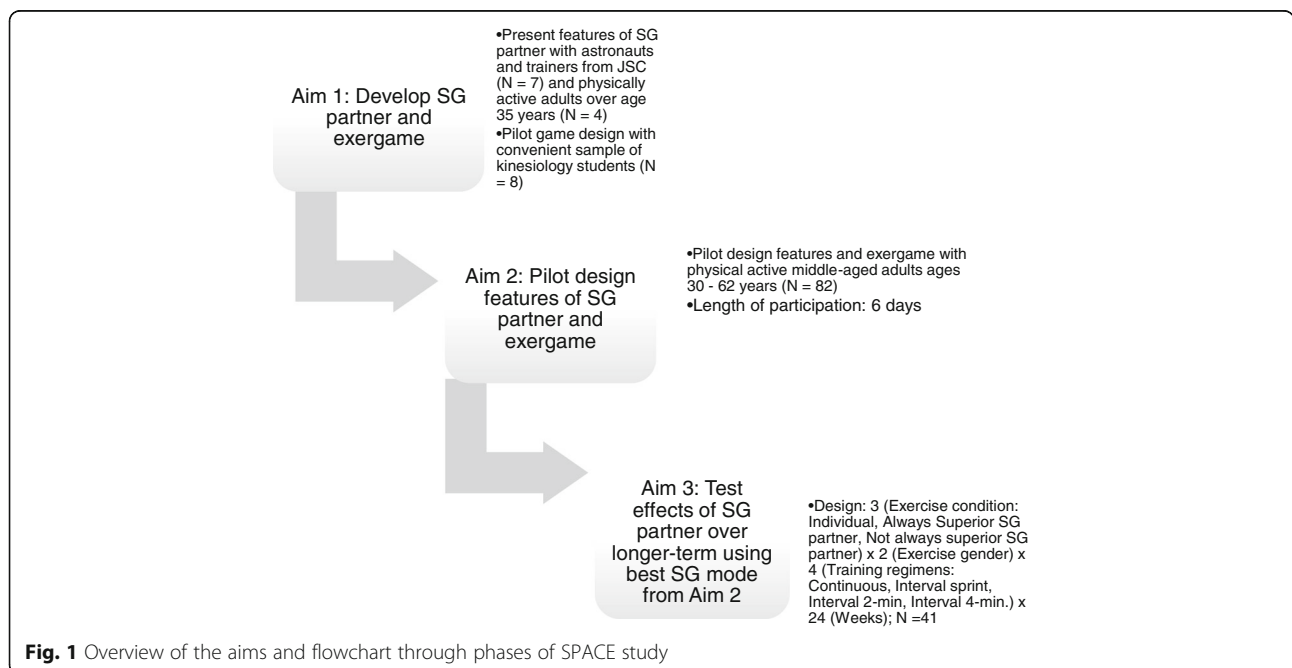 Aim 1: Develop SG
partner and
exergame
•Present features of SG
partner with astronauts
and trainers from JSC
(N = 7) and physically
active adults over age
35 years (N = 4)
•Pilot game design with
convenient sample of
kinesiology students (N
= 8)
Aim 2: Pilot design
features of SG
partner and
exergame
•Pilot design features and exergame with
physical active middle-aged adults ages
30 - 62 years (N = 82)
•Length of participation: 6 days
Aim 3: Test
effects of SG
partner over
longer-term using
best SG mode
from Aim 2
•Design: 3 (Exercise condition:
Individual, Always Superior SG
partner, Not always superior SG
partner) x 2 (Exercise gender) x
4 (Training regimens:
Continuous, Interval sprint,
Interval 2-min, Interval 4-min.) x
24 (Weeks); N =41
Fig. 1 Overview of the aims and flowchart through phases of SPACE study